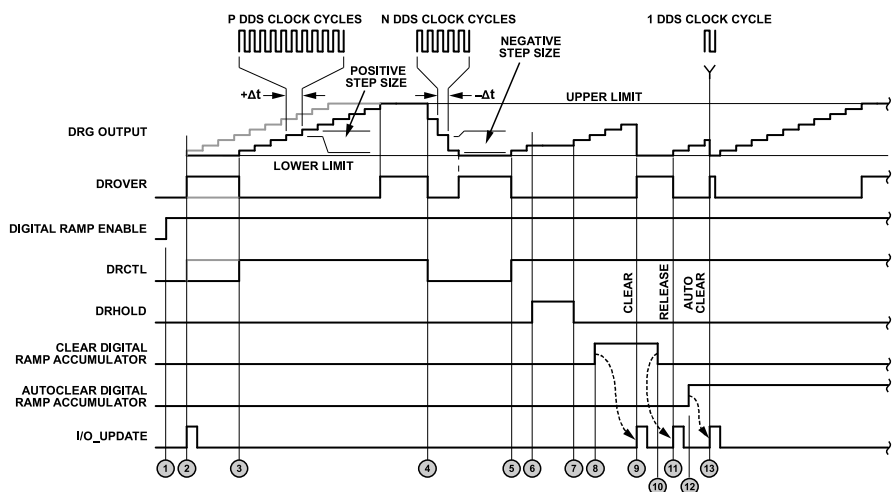 P DDS CLOCK CYCLES
N DDS CLOCK CYCLES
1 DDS CLOCK CYCLE
NEGATIVE
STEP SIZE
POSITIVE
STEP SIZE
+Δt
–Δt
UPPER LIMIT
DRG OUTPUT
LOWER LIMIT
DROVER
DIGITAL RAMP ENABLE
DRCTL
CLEAR
RELEASE
AUTO
CLEAR
DRHOLD
CLEAR DIGITAL
RAMP ACCUMULATOR
AUTOCLEAR DIGITAL
RAMP ACCUMULATOR
I/O_UPDATE
1 2 3 4 5 6 7 8 9 10 11 12 13